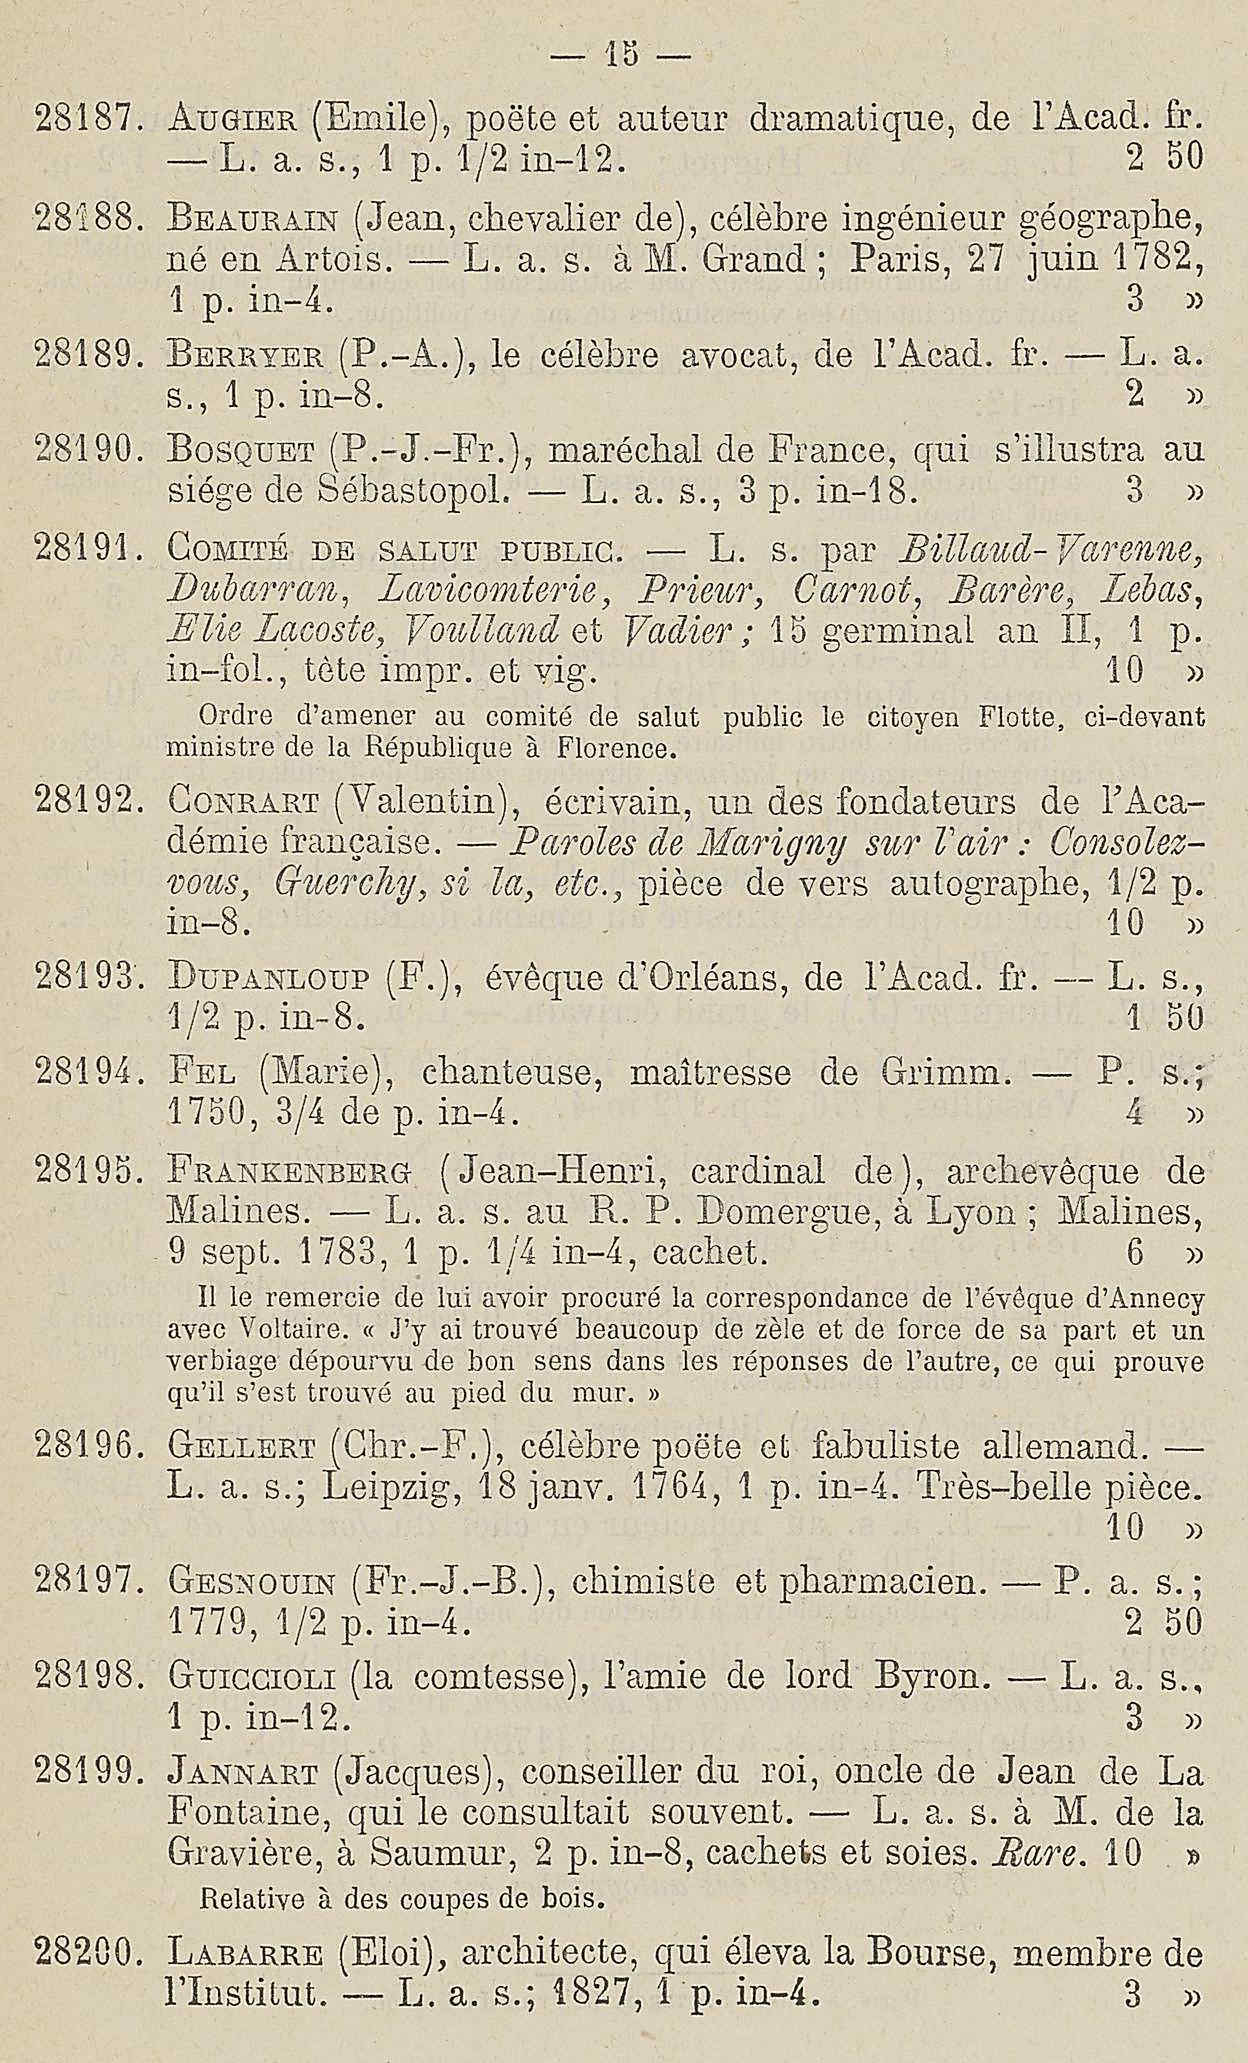 — 15 —
28187. AUGIER (Emile), poëte et auteur dramatique, de l'Acad. fr.
— L. a. s., 1 p. 1/2 in-12. 2 50
28188. BEAURAIN (Jean, chevalier de), célèbre ingénieur géographe,
né en Artois. — L. a. s. à M. Grand ; Paris, 27 juin 1782,
1 p. in-4. 3 »
28189. BERRYER (P.-A.), le célèbre avocat, de l'Acad. fr. — L. a.
s., 1 p. in-8. 2 »
28190. BOSQUET (P.-J.-Fr.), maréchal de France, qui s'illustra au
siége de Sébastopol. — L. a. s., 3 p. in-18. 3 »
28191. COMITÉ DE SALUT PUBLIC. — L. s. par Billaud-Varenne,
Dubarran, Lavicomterie, Prieur, Carnot, Barère, Lebas,
Elie Lacoste, Voulland et Vadier ; 15 germinal an II, 1 p.
in-fol., tête impr. et vig. 10 »
Ordre d'amener au comité de salut public le citoyen Flotte, ci-devant
ministre de la République à Florence.
28192. CONRART (Valentin), écrivain, un des fondateurs de l'Aca-
démie française. — Paroles de Marigny sur l'air : Consolez-
vous, Guerchy, si la, etc., pièce de vers autographe, 1/2 p.
in-8. 10 »
28193. DUPANLOUP (F.), évêque d'Orléans, de l'Acad. fr. — L. s.,
1/2 p. in-8. 1 50
28194. FEL (Marie), chanteuse, maîtresse de Grimm. — P. s.;
1750, 3/4 de p. in-4. 4 »
28195. FRANKENBERG (Jean-Henri, cardinal de), archevêque de
Malines. — L. a. s. au R. P. Domergue, à Lyon ; Malines,
9 sept. 1783, 1 p. 1/4 in-4, cachet. 6 »
Il le remercie de lui avoir procuré la correspondance de l'évêque d'Annecy
avec Voltaire. « J'y ai trouvé beaucoup de zèle et de force de sa part et un
verbiage dépourvu de bon sens dans les réponses de l'autre, ce qui prouve
qu'il s'est trouvé au pied du mur. »
28196. GELLERT (Chr.-F.), célèbre poëte et fabuliste allemand. —
L. a. s.; Leipzig, 18 janv. 1764, 1 p. in-4. Très-belle pièce.
10 »
28197. GESNOUIN (Fr.-J.-B.), chimiste et pharmacien. — P. a. s. ;
1779, 1/2 p. in-4. 2 50
28198. GUICCIOLI (la comtesse), l'amie de lord Byron. — L. a. s.,
1 p. in-12. 3 »
28199. JANNART (Jacques), conseiller du roi, oncle de Jean de La
Fontaine, qui le consultait souvent. — L. a. s. à M. de la
Gravière, à Saumur, 2 p. in-8, cachets et soies. Rare. 10 »
Relative à des coupes de bois.
28200. LABARRE (Eloi), architecte, qui éleva la Bourse, membre de
l'Institut. — L. a. s.; 1827, 1 p. in-4. 3 »